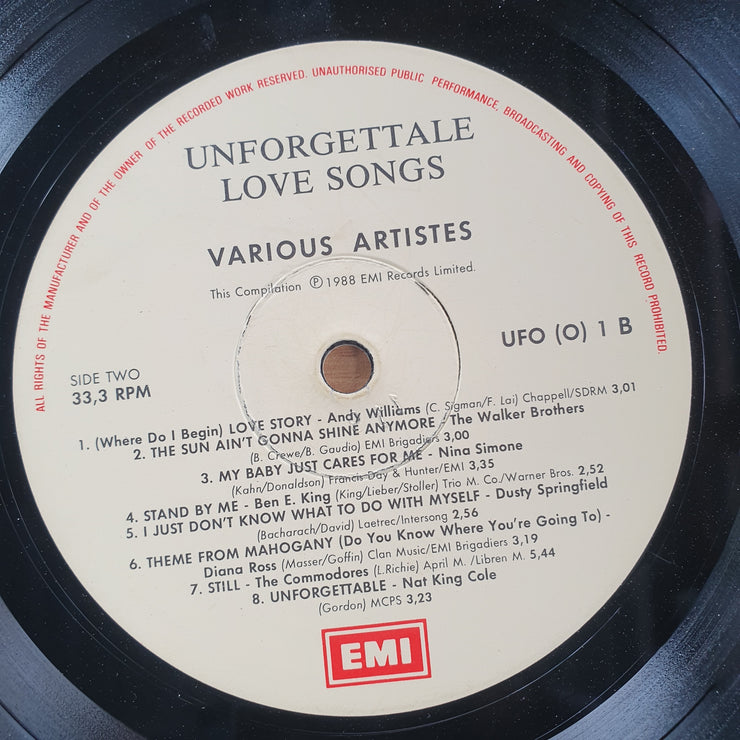 ALL RIGHTS OF THE MANUFACTURER AND OF THE OWNER OF THE RECORDED WORK RESERVED. UNAUTHORISED PUBLIC PERFORMANCE, BROADCASTING AND COPYING OF THIS RECORD PROHIBITED.
UNFORGETTALE
LOVE SONGS
VARIOUS ARTISTES
This Compilation Ⓟ1988 EMI Records Limited.
UFO (O) 1 B
SIDE TWO
33,3 RPM
1. (Where Do I Begin) LOVE STORY - Andy Williams (C. Sigman/F. Lai) Chappell/SDRM 3,01
2. THE SUN AIN'T GONNA SHINE ANYMORE - The Walker Brothers
(B. Crewe/B. Gaudio) EMI Brigadiers 3,00
3. MY BABY JUST CARES FOR ME - Nina Simone
(Kahn/Donaldson) Francis Day & Hunter/EMI 3,35
4. STAND BY ME - Ben E. King (King/Lieber/Stoller) Trio M. Co./Warner Bros. 2,52
5. I JUST DON'T KNOW WHAT TO DO WITH MYSELF - Dusty Springfield
(Bacharach/David) Laetrec/Intersong 2,56
6. THEME FROM MAHOGANY (Do You Know Where You're Going To) -
Diana Ross (Masser/Goffin) Clan Music/EMI Brigadiers 3,19
7. STILL - The Commodores (L.Richie) April M. /Libren M. 5,44
8. UNFORGETTABLE - Nat King Cole
(Gordon) MCPS 3,23
EMI